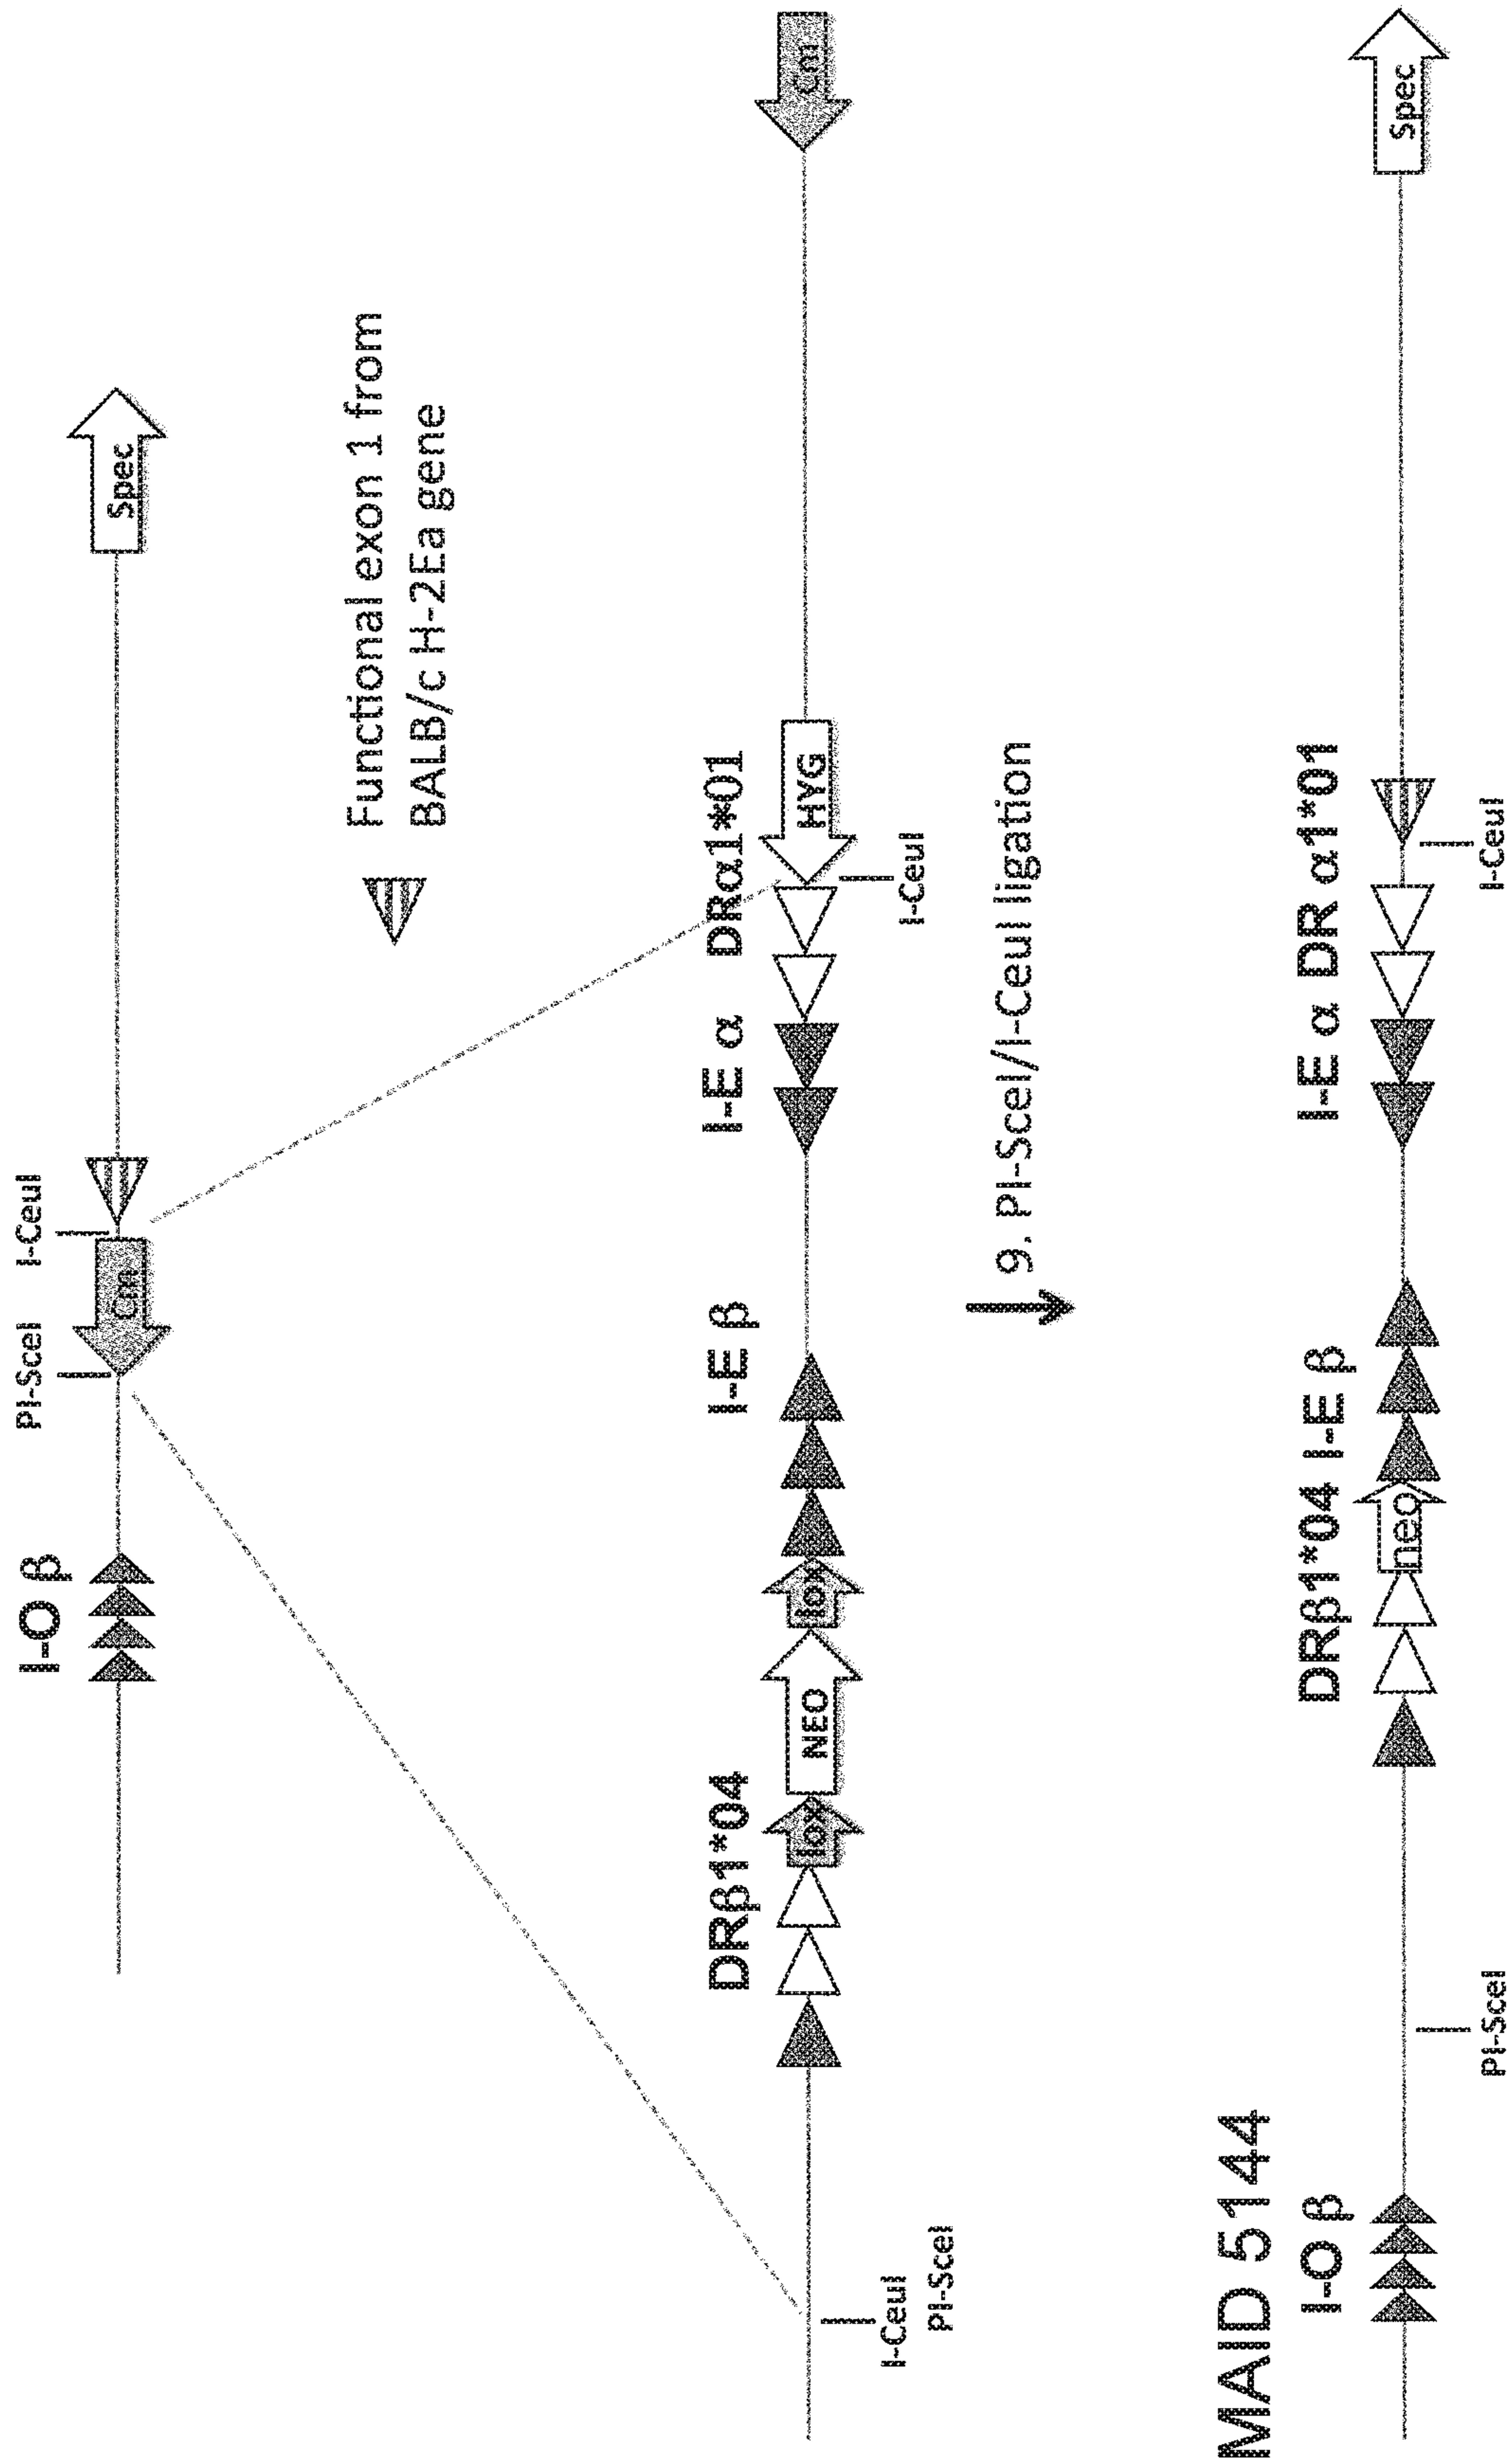 I-O β
PI-SceI
I-CeuI
Cm
Spec
Functional exon 1 from
BALB/c H-2Ea gene
DRβ1*04
I-E β
I-E α
DRα1*01
lox
NEO
lox
HYG
Cm
I-CeuI
PI-SceI
I-CeuI
9. PI-SceI/I-CeuI ligation
MAID 5144
I-O β
DRβ1*04 I-E β
I-E α DR α1*01
neo
Spec
PI-SceI
I-CeuI